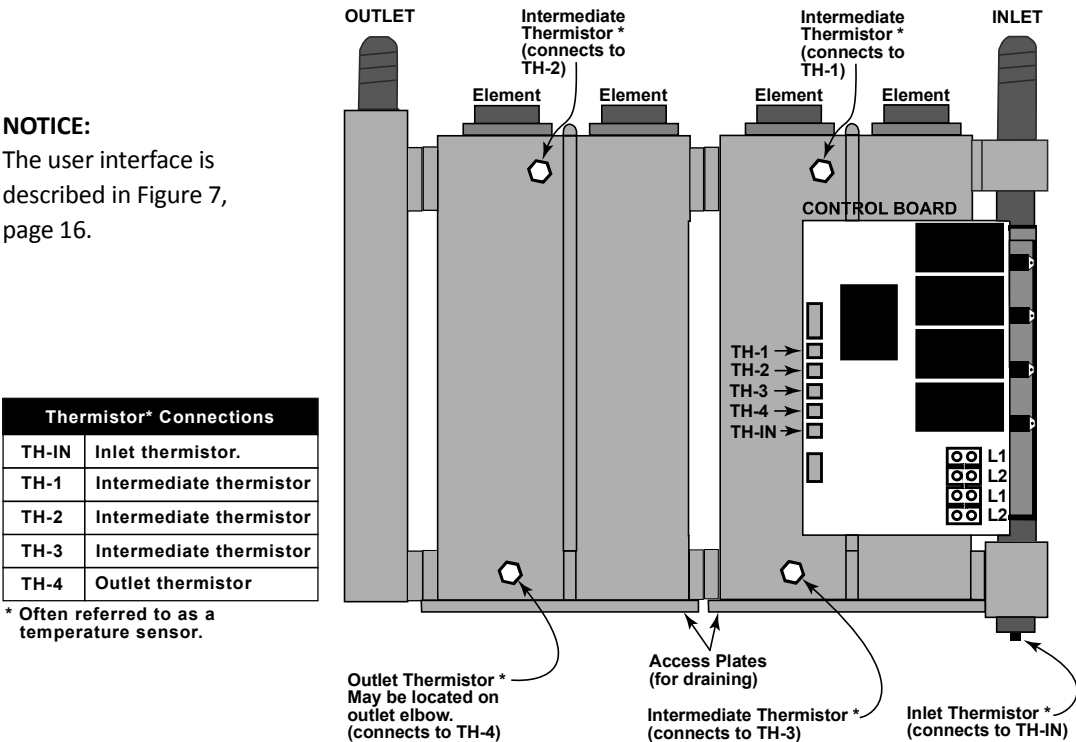 NOTICE:
The user interface is
described in Figure 7,
page 16.
OUTLET
Intermediate
Thermistor *
(connects to
TH-2)
Intermediate
Thermistor *
(connects to
TH-1)
INLET
Element
Element
Element
Element
CONTROL BOARD
TH-1
TH-2
TH-3
TH-4
TH-IN
L1
L2
L1
L2
Thermistor* Connections
TH-IN Inlet thermistor.
TH-1 Intermediate thermistor
TH-2 Intermediate thermistor
TH-3 Intermediate thermistor
TH-4 Outlet thermistor
* Often referred to as a
temperature sensor.
Outlet Thermistor *
May be located on
outlet elbow.
(connects to TH-4)
Access Plates
(for draining)
Intermediate Thermistor *
(connects to TH-3)
Inlet Thermistor *
(connects to TH-IN)